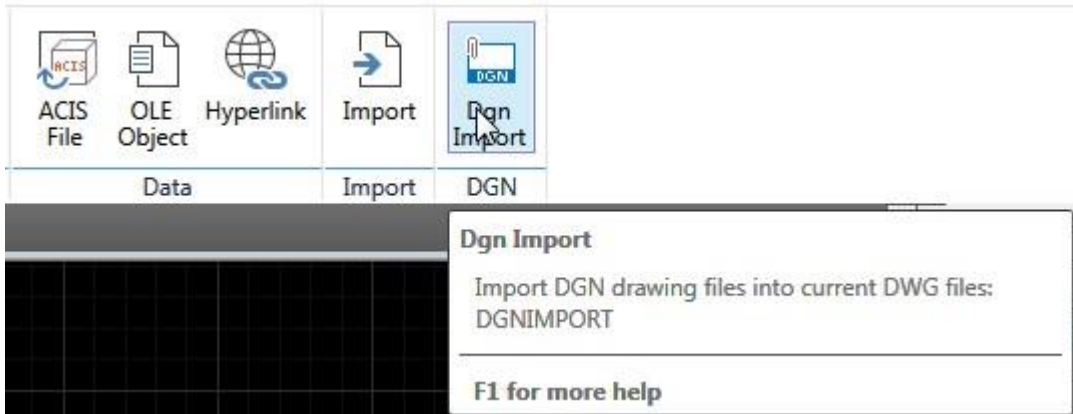 ACIS
ACIS
File
OLE
Object
Hyperlink
Import
DGN
Dgn
Import
Data
Import
DGN
Dgn Import
Import DGN drawing files into current DWG files:
DGNIMPORT
F1 for more help